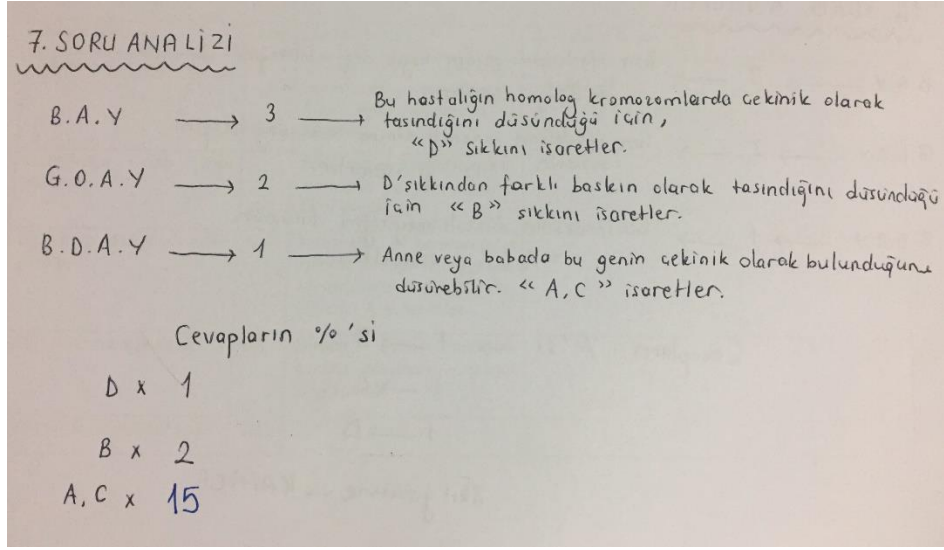 7. SORU ANALİZİ
B.A.Y → 3 → Bu hastalığın homolog kromozomlarda çekinik olarak
taşındığını düşündüğü için,
«D» şıkkını işaretler.
G.O.A.Y → 2 → D'şıkkından farklı baskın olarak taşındığını düşündüğü
için «B» şıkkını işaretler.
B.D.A.Y → 1 → Anne veya babada bu genin çekinik olarak bulunduğunu
düşünebilir. «A, C» işaretler.
Cevapların %'si
D x 1
B x 2
A, C x 15